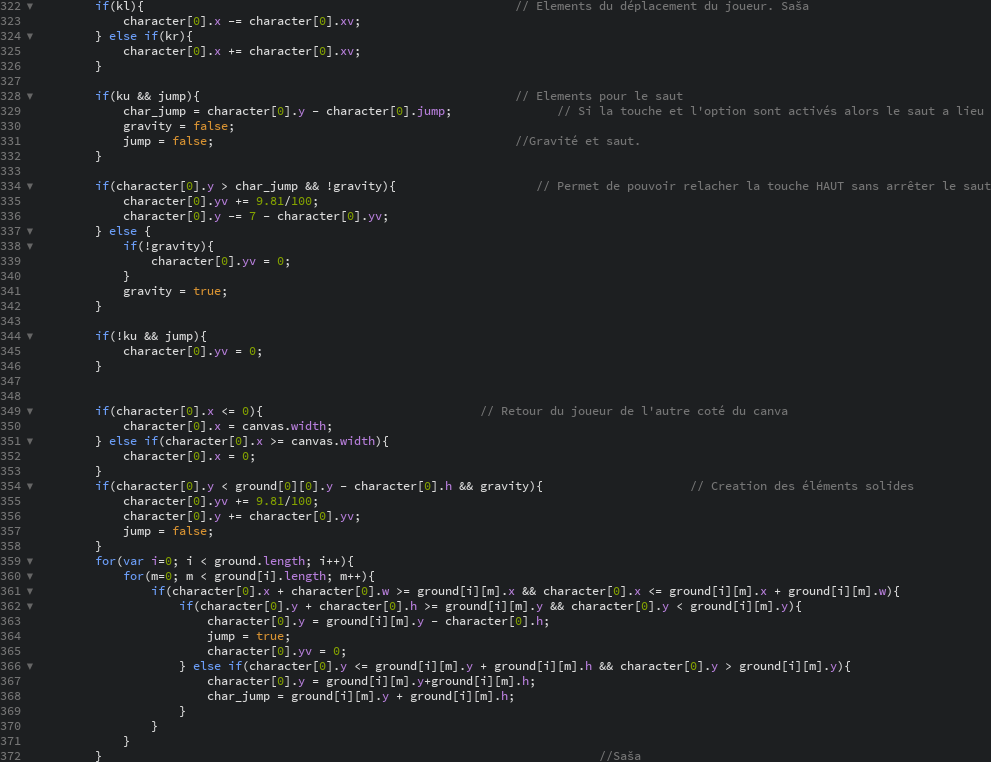 322 ▼ if(kl){ // Elements du déplacement du joueur. Saša
323 character[0].x -= character[0].xv;
324 ▼ } else if(kr){
325 character[0].x += character[0].xv;
326 }
327
328 ▼ if(ku && jump){ // Elements pour le saut
329 char_jump = character[0].y - character[0].jump; // Si la touche et l'option sont activés alors le saut a lieu
330 gravity = false;
331 jump = false; //Gravité et saut.
332 }
333
334 ▼ if(character[0].y > char_jump && !gravity){ // Permet de pouvoir relacher la touche HAUT sans arrêter le saut
335 character[0].yv += 9.81/100;
336 character[0].y -= 7 - character[0].yv;
337 ▼ } else {
338 ▼ if(!gravity){
339 character[0].yv = 0;
340 }
341 gravity = true;
342 }
343
344 ▼ if(!ku && jump){
345 character[0].yv = 0;
346 }
347
348
349 ▼ if(character[0].x <= 0){ // Retour du joueur de l'autre coté du canva
350 character[0].x = canvas.width;
351 ▼ } else if(character[0].x >= canvas.width){
352 character[0].x = 0;
353 }
354 ▼ if(character[0].y < ground[0][0].y - character[0].h && gravity){ // Creation des éléments solides
355 character[0].yv += 9.81/100;
356 character[0].y += character[0].yv;
357 jump = false;
358 }
359 ▼ for(var i=0; i < ground.length; i++){
360 ▼ for(m=0; m < ground[i].length; m++){
361 ▼ if(character[0].x + character[0].w >= ground[i][m].x && character[0].x <= ground[i][m].x + ground[i][m].w){
362 ▼ if(character[0].y + character[0].h >= ground[i][m].y && character[0].y < ground[i][m].y){
363 character[0].y = ground[i][m].y - character[0].h;
364 jump = true;
365 character[0].yv = 0;
366 ▼ } else if(character[0].y <= ground[i][m].y + ground[i][m].h && character[0].y > ground[i][m].y){
367 character[0].y = ground[i][m].y+ground[i][m].h;
368 char_jump = ground[i][m].y + ground[i][m].h;
369 }
370 }
371 }
372 } //Saša